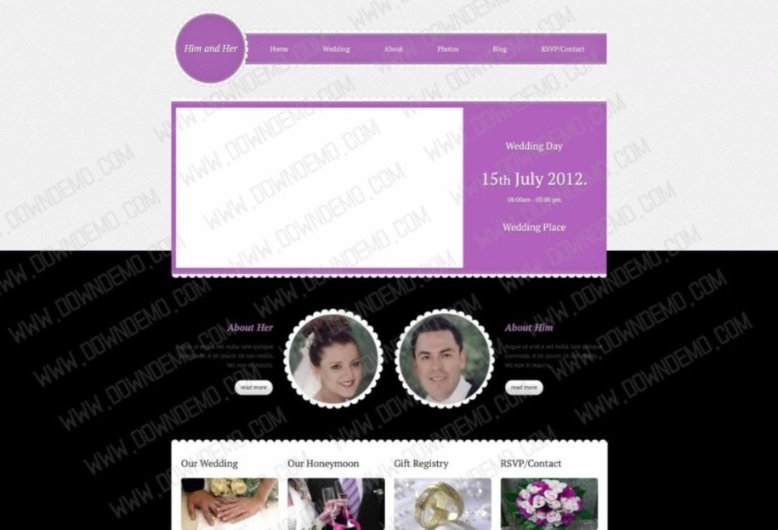 Him and Her
Home Wedding About Photos Blog RSVP/Contact
Wedding Day
15th July 2012.
08:00am - 05:00 pm
Wedding Place
About Her
About Him
read more
read more
Our Wedding Our Honeymoon Gift Registry RSVP/Contact
WWW.DOWNDEMO.COM